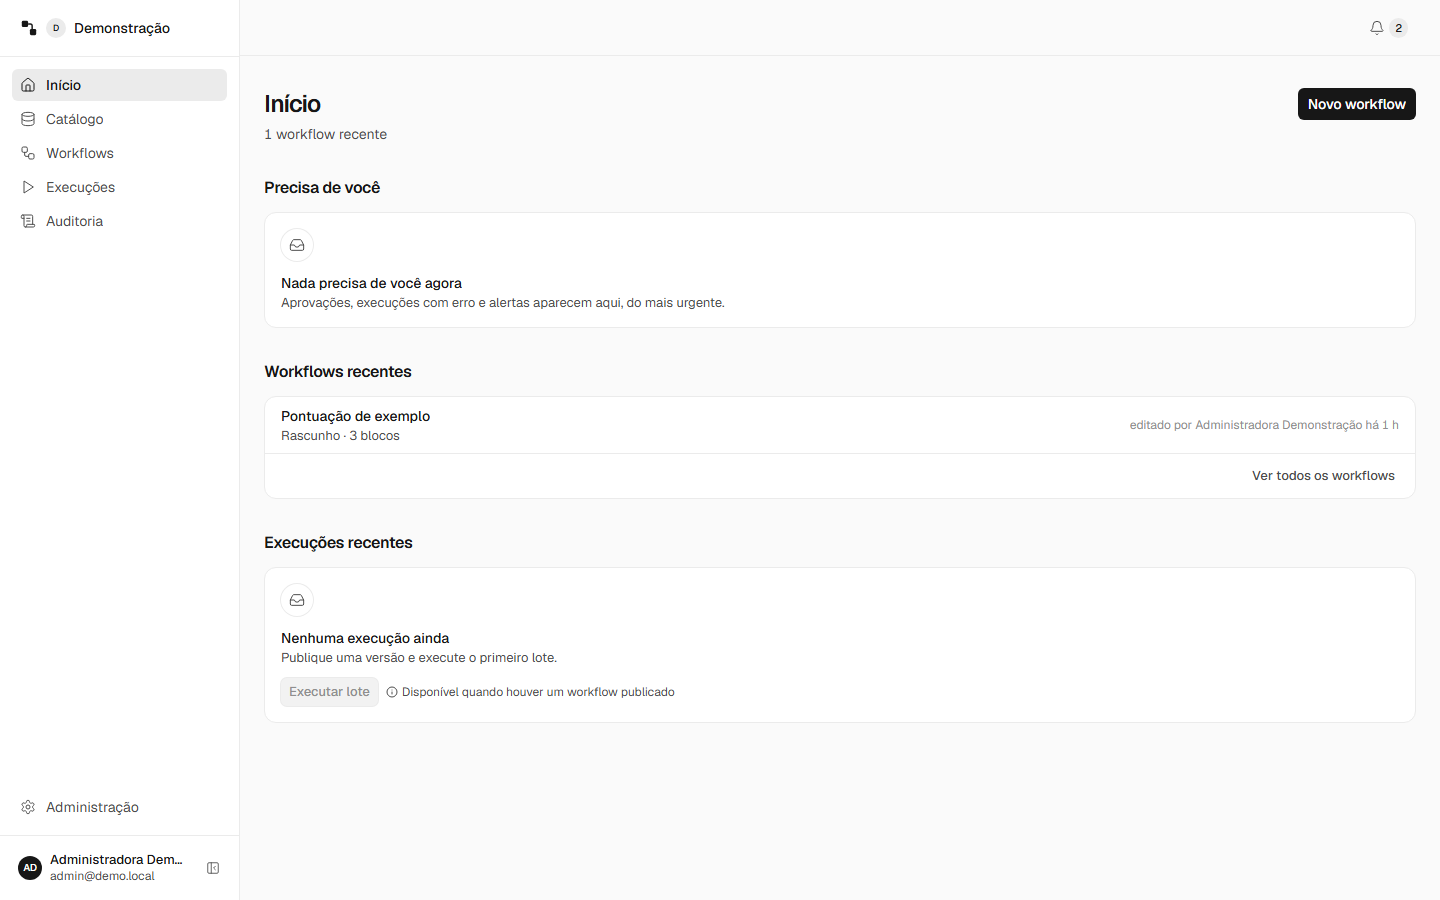 D Demonstração
2
Início
Catálogo
Workflows
Execuções
Auditoria
Administração
AD
Administradora Dem...
admin@demo.local
Início
Novo workflow
1 workflow recente
Precisa de você
Nada precisa de você agora
Aprovações, execuções com erro e alertas aparecem aqui, do mais urgente.
Workflows recentes
Pontuação de exemplo
Rascunho · 3 blocos
editado por Administradora Demonstração há 1 h
Ver todos os workflows
Execuções recentes
Nenhuma execução ainda
Publique uma versão e execute o primeiro lote.
Executar lote
Disponível quando houver um workflow publicado